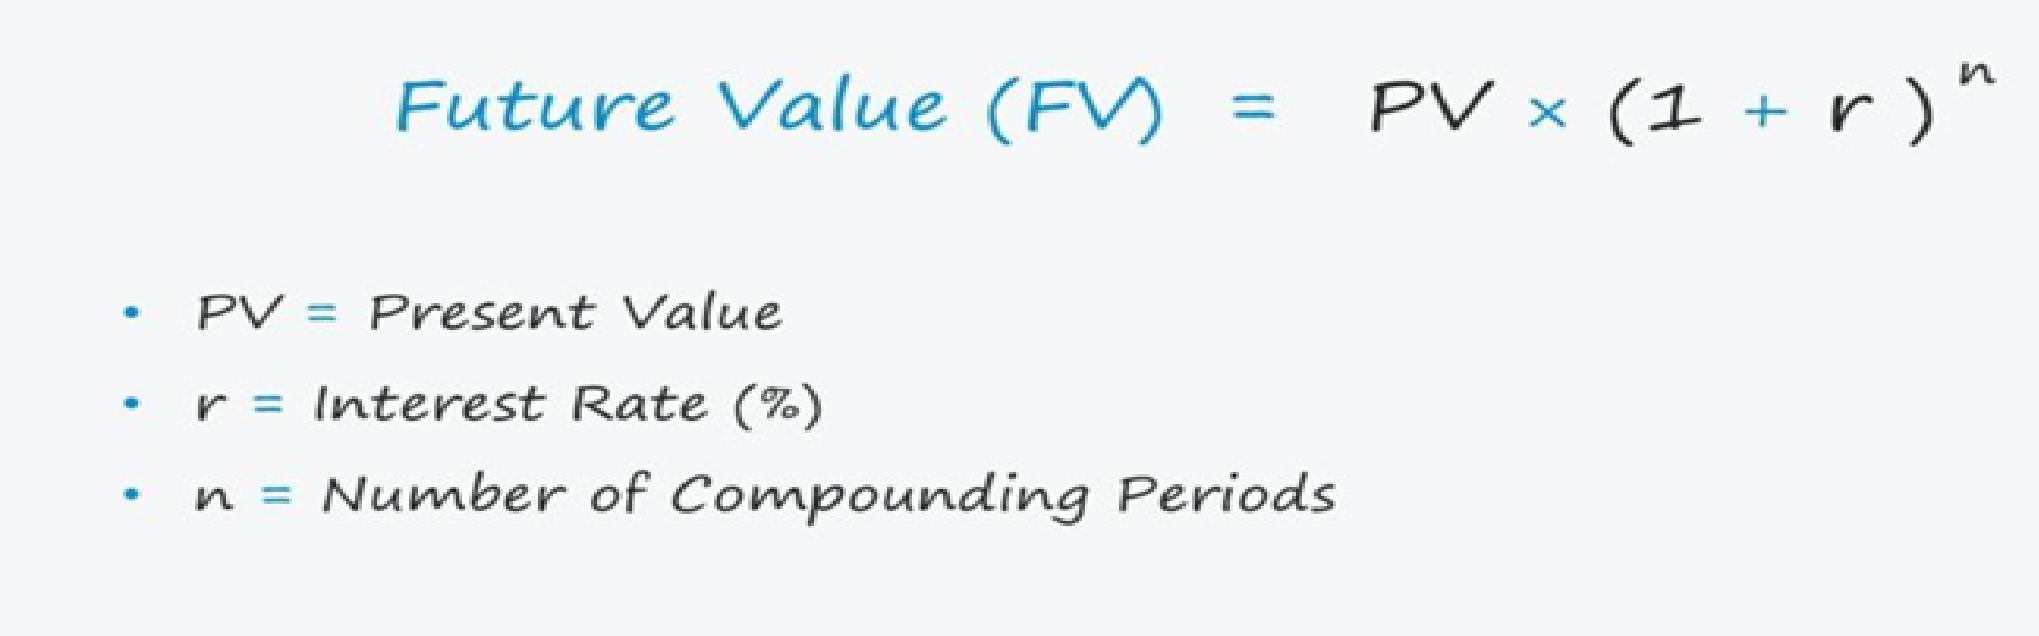 Future Value (FV) = PV × (1 + r)ⁿ
• PV = Present Value
• r = Interest Rate (%)
• n = Number of Compounding Periods